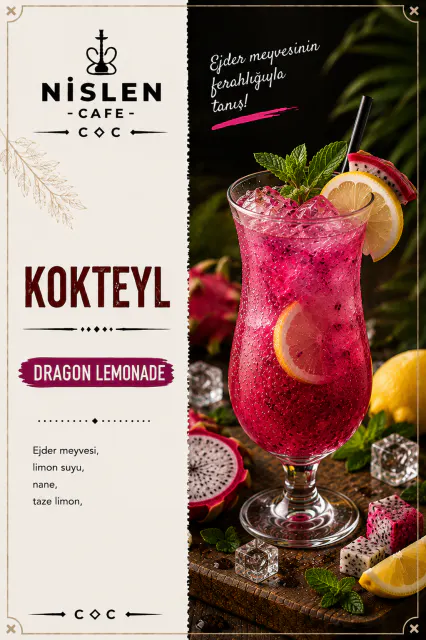 NİSLEN
-CAFE-
C◇C
Ejder meyvesinin
ferahlığıyla
tanış!
KOKTEYL
DRAGON LEMONADE
Ejder meyvesi,
limon suyu,
nane,
taze limon,
C◇C